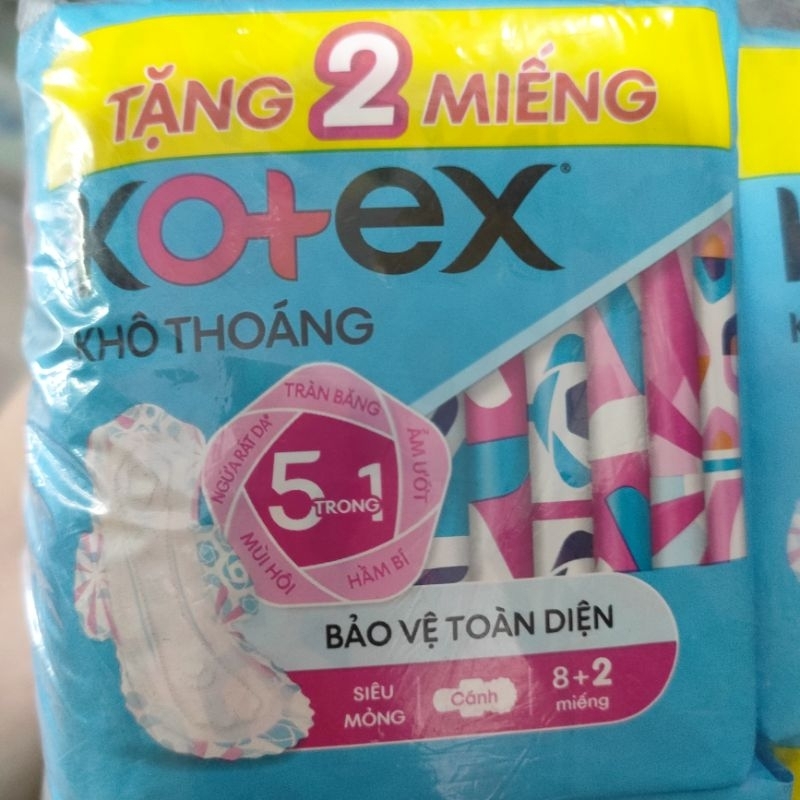 TẶNG 2 MIẾNG
kotex®
KHÔ THOÁNG
TRÀN BĂNG
ẨM ƯỚT
HẦM BÍ
MÙI HÔI
NGỨA RÁT DA*
5 TRONG 1
BẢO VỆ TOÀN DIỆN
SIÊU
MỎNG
Cánh
8+2
miếng